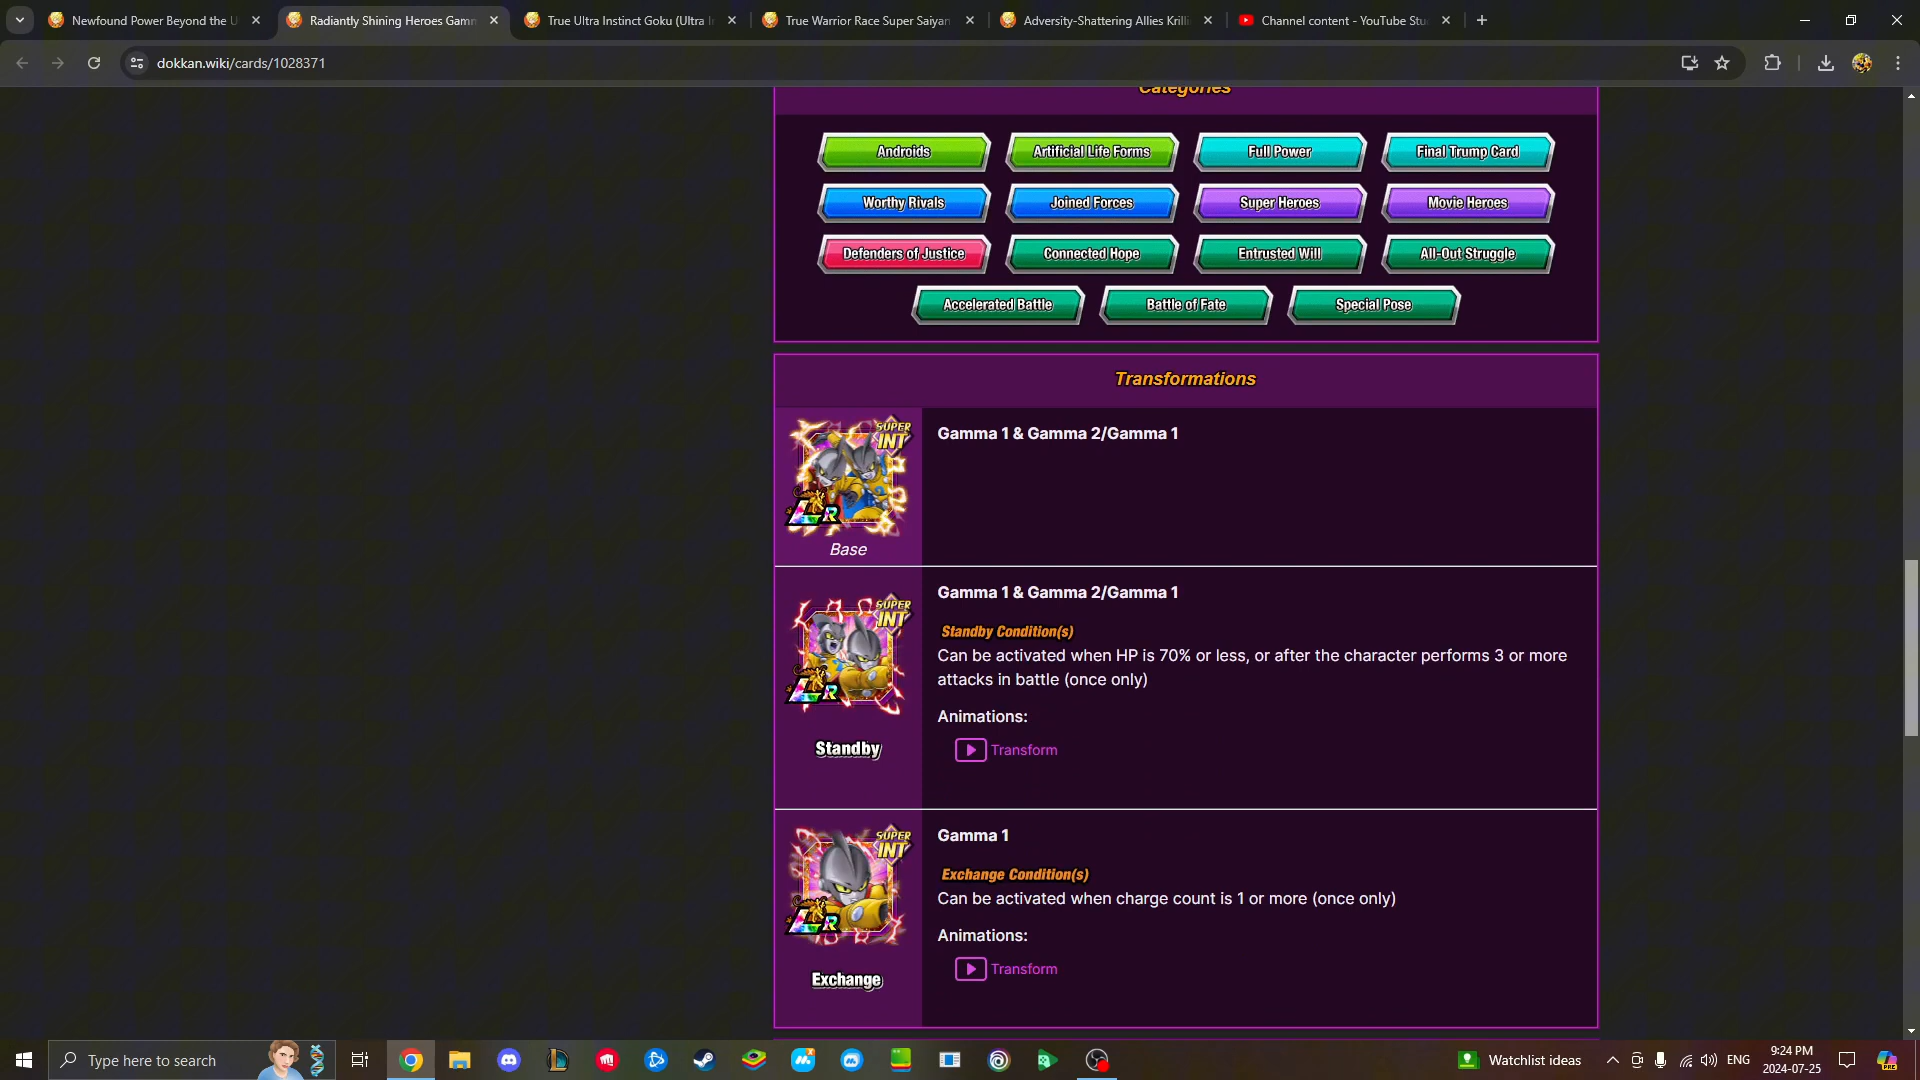 Newfound Power Beyond the U
Radiantly Shining Heroes Gamm
True Ultra Instinct Goku (Ultra I
True Warrior Race Super Saiyan
Adversity-Shattering Allies Krilli
Channel content - YouTube Stu
dokkan.wiki/cards/1028371
Categories
Androids
Artificial Life Forms
Full Power
Final Trump Card
Worthy Rivals
Joined Forces
Super Heroes
Movie Heroes
Defenders of Justice
Connected Hope
Entrusted Will
All-Out Struggle
Accelerated Battle
Battle of Fate
Special Pose
Transformations
SUPER
INT
LR
Base
Gamma 1 & Gamma 2/Gamma 1
SUPER
INT
LR
Standby
Gamma 1 & Gamma 2/Gamma 1
Standby Condition(s)
Can be activated when HP is 70% or less, or after the character performs 3 or more
attacks in battle (once only)
Animations:
Transform
SUPER
INT
LR
Exchange
Gamma 1
Exchange Condition(s)
Can be activated when charge count is 1 or more (once only)
Animations:
Transform
Type here to search
Watchlist ideas
ENG
9:24 PM
2024-07-25